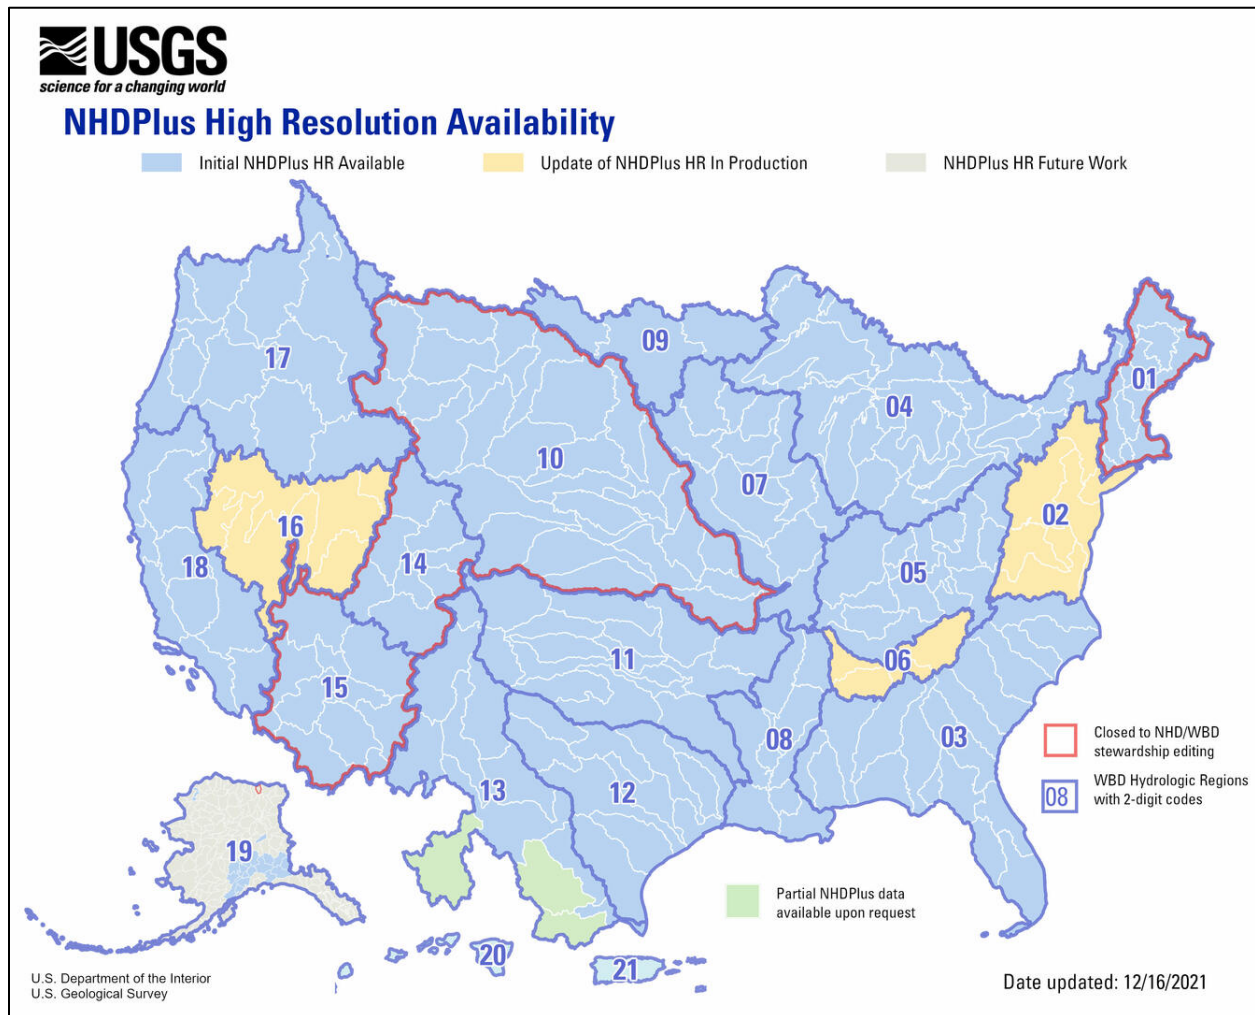 USGS
science for a changing world
NHDPlus High Resolution Availability
Initial NHDPlus HR Available
Update of NHDPlus HR In Production
NHDPlus HR Future Work
17
09
01
04
10
07
02
16
18
14
05
11
06
15
08
03
Closed to NHD/WBD
stewardship editing
08
WBD Hydrologic Regions
with 2-digit codes
13
12
19
Partial NHDPlus data
available upon request
20
21
U.S. Department of the Interior
U.S. Geological Survey
Date updated: 12/16/2021